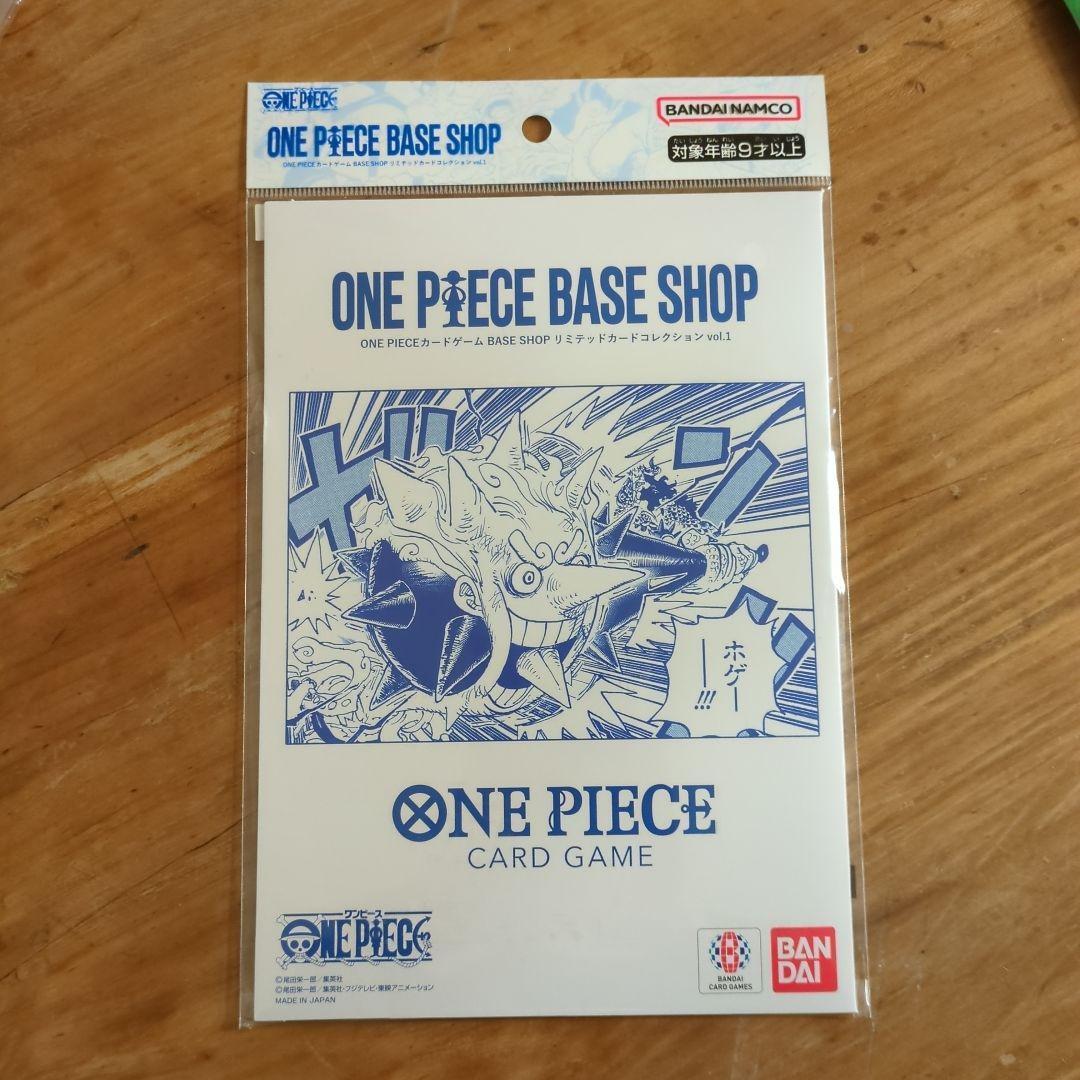 ONE PIECE
ONE PIECE BASE SHOP
ONE PIECEカードゲーム BASE SHOP リミテッドカードコレクション vol.1
BANDAI NAMCO
対象年齢9才以上
ONE PIECE BASE SHOP
ONE PIECEカードゲーム BASE SHOP リミテッドカードコレクション vol.1
ホゲー
ーー!!!
ONE PIECE
CARD GAME
ワンピース
ONE PIECE
©尾田栄一郎／集英社
©尾田栄一郎／集英社・フジテレビ・東映アニメーション
MADE IN JAPAN
BANDAI
CARD GAMES
BAN
DAI